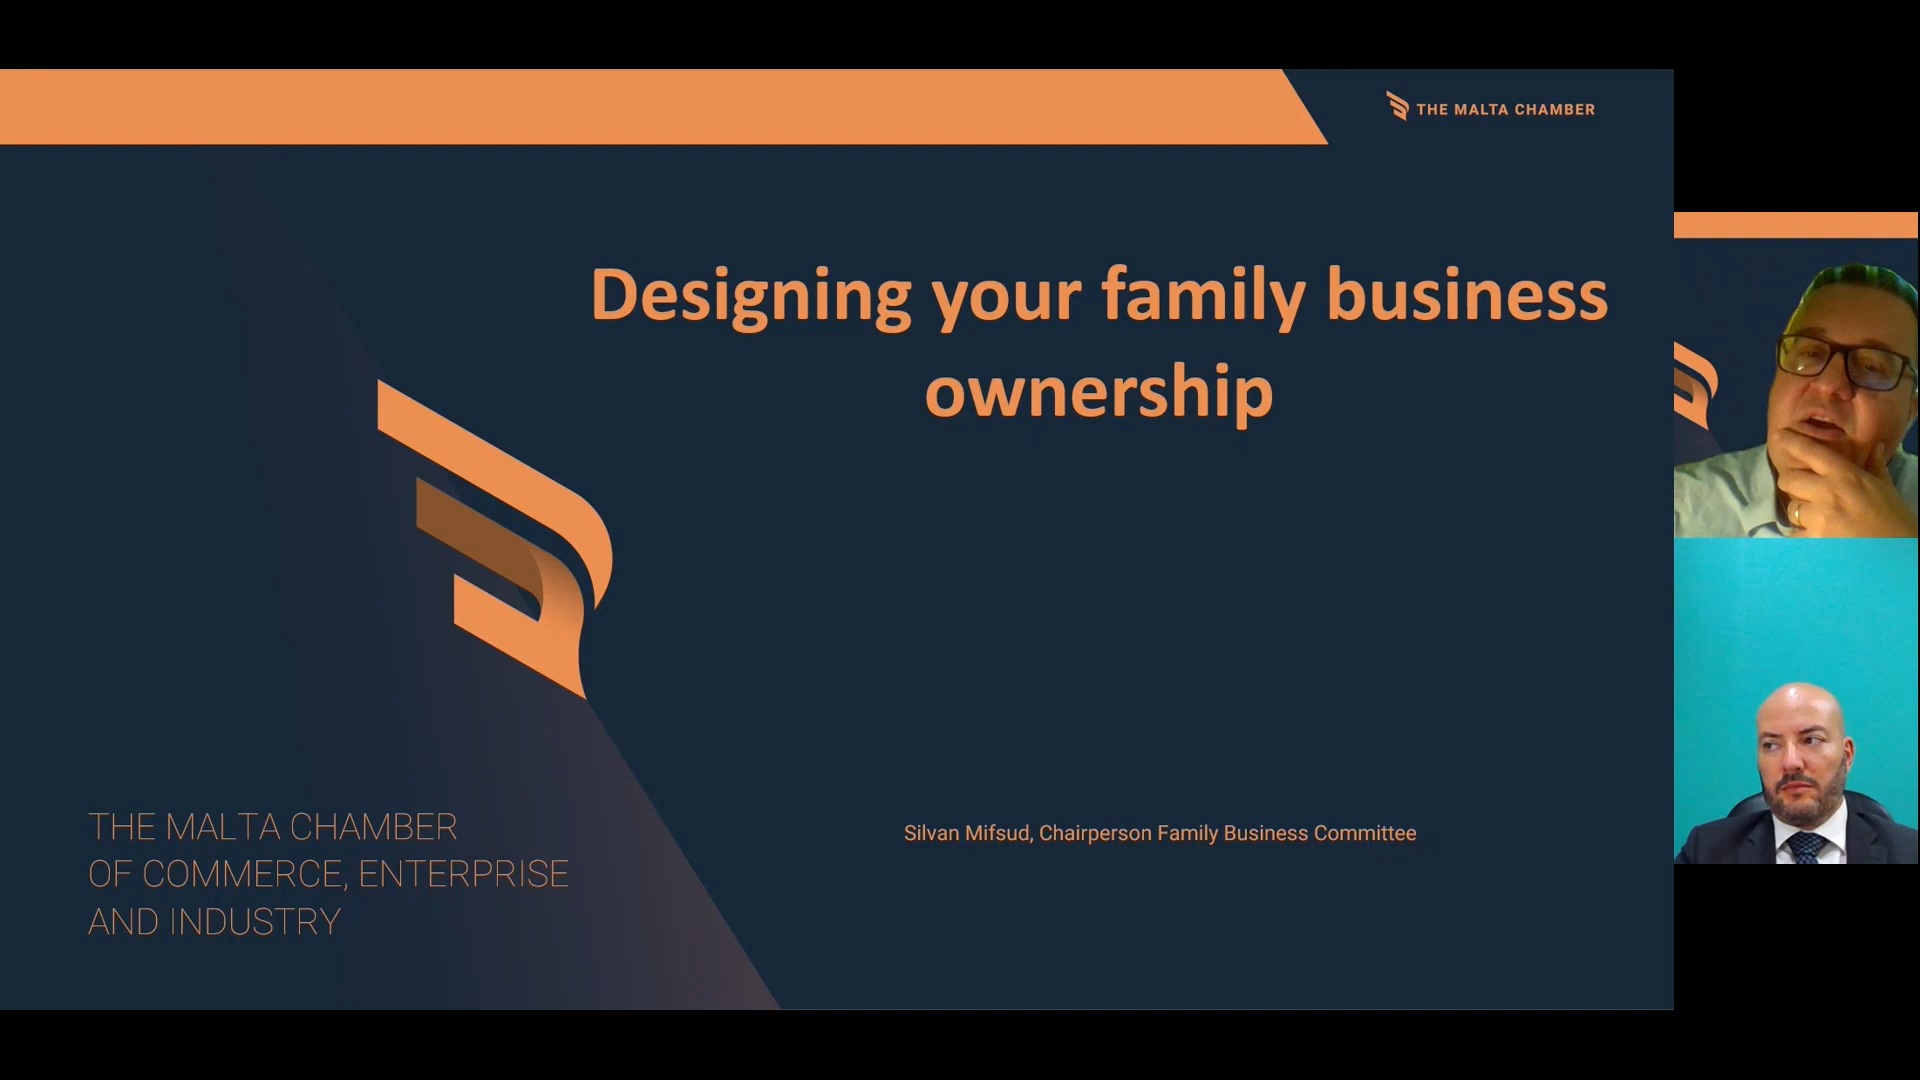 THE MALTA CHAMBER
Designing your family business
ownership
Silvan Mifsud, Chairperson Family Business Committee
THE MALTA CHAMBER
OF COMMERCE, ENTERPRISE
AND INDUSTRY